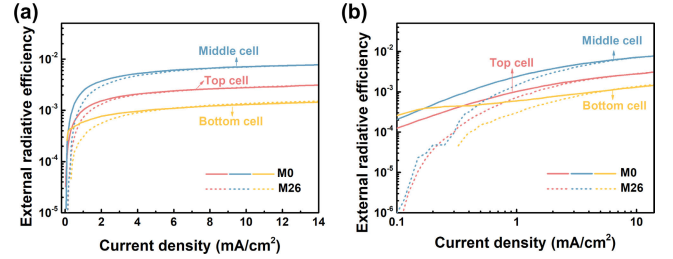 (a)
External radiative efficiency
10⁻²
10⁻³
10⁻⁴
10⁻⁵
Middle cell
Top cell
Bottom cell
M0
M26
0 2 4 6 8 10 12 14
Current density (mA/cm²)
(b)
External radiative efficiency
10⁻²
10⁻³
10⁻⁴
10⁻⁵
10⁻⁶
Top cell
Middle cell
Bottom cell
M0
M26
0.1 1 10
Current density (mA/cm²)